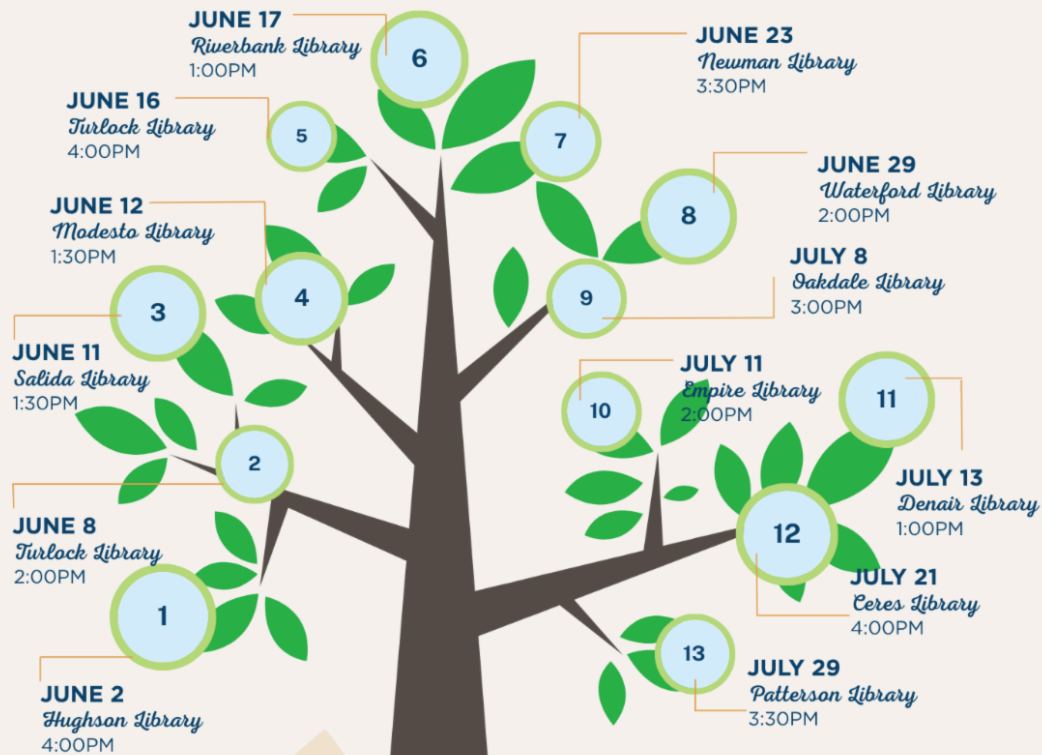 1
JUNE 2
Hughson Library
4:00PM
2
JUNE 8
Turlock Library
2:00PM
3
JUNE 11
Salida Library
1:30PM
4
JUNE 12
Modesto Library
1:30PM
5
JUNE 16
Turlock Library
4:00PM
6
JUNE 17
Riverbank Library
1:00PM
7
JUNE 23
Newman Library
3:30PM
8
JUNE 29
Waterford Library
2:00PM
9
JULY 8
Oakdale Library
3:00PM
10
JULY 11
Empire Library
2:00PM
11
JULY 13
Denair Library
1:00PM
12
JULY 21
Ceres Library
4:00PM
13
JULY 29
Patterson Library
3:30PM